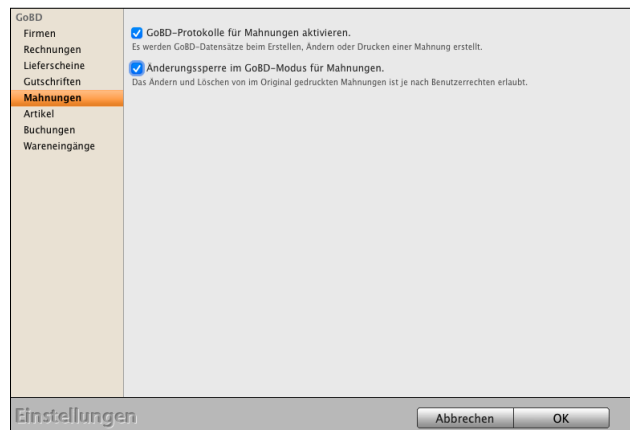 GoBD
Firmen
Rechnungen
Lieferscheine
Gutschriften
Mahnungen
Artikel
Buchungen
Wareneingänge
GoBD-Protokolle für Mahnungen aktivieren.
Es werden GoBD-Datensätze beim Erstellen, Ändern oder Drucken einer Mahnung erstellt.
Änderungssperre im GoBD-Modus für Mahnungen.
Das Ändern und Löschen von im Original gedruckten Mahnungen ist je nach Benutzerrechten erlaubt.
Einstellungen
Abbrechen
OK